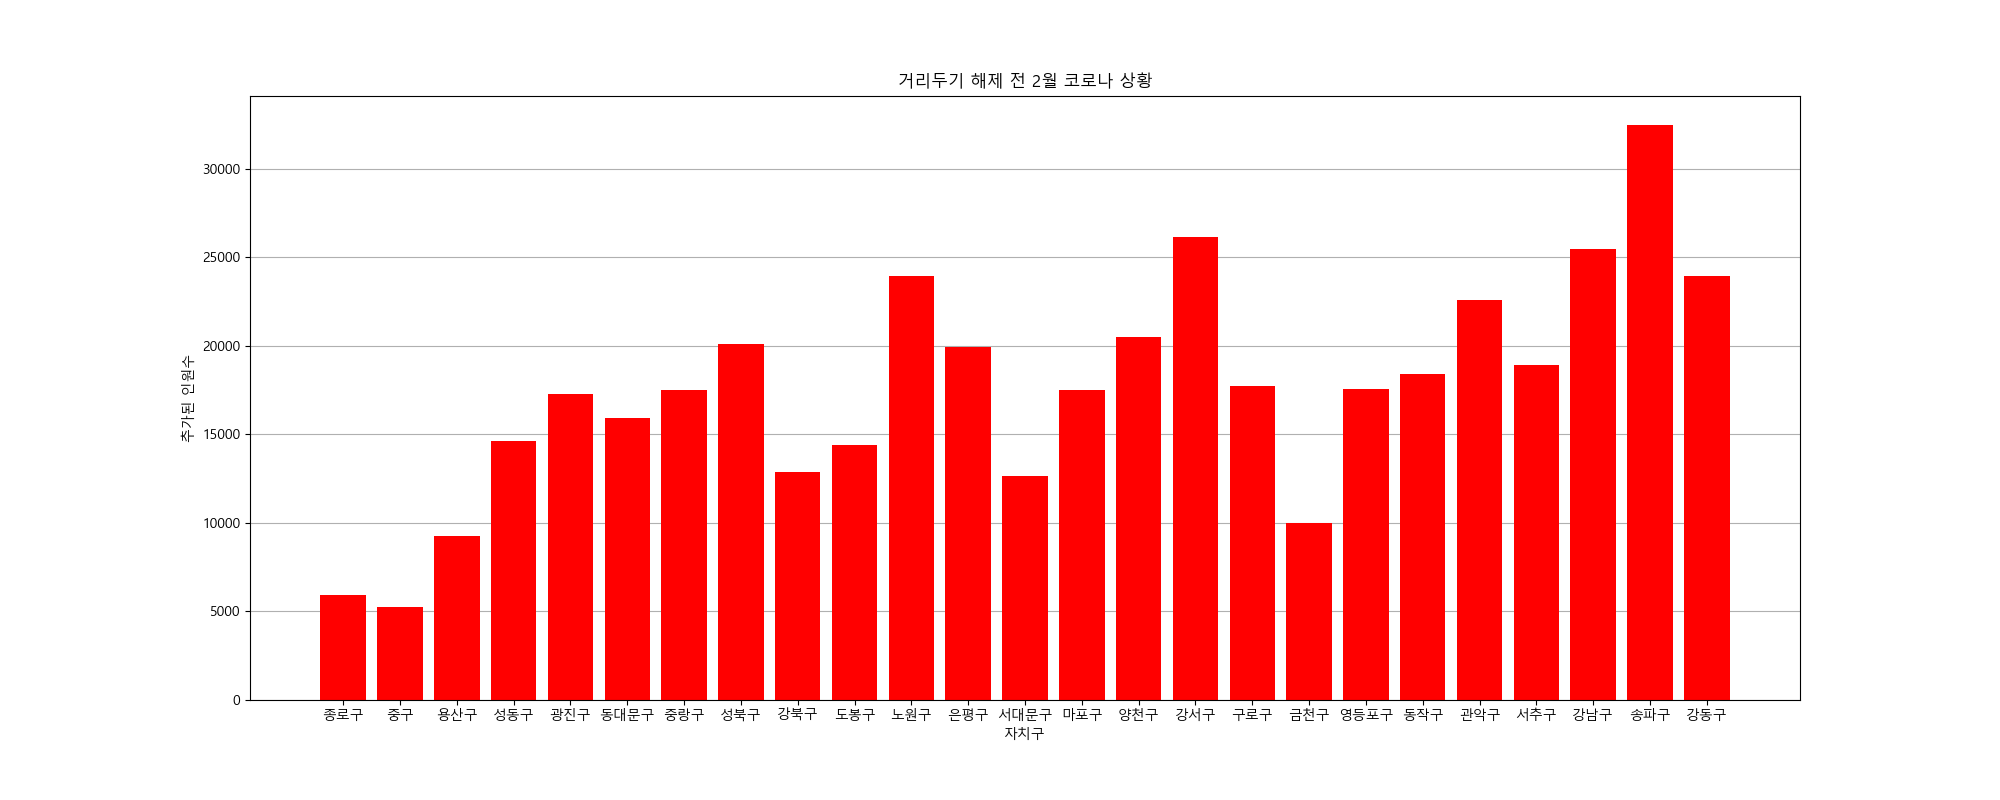 거리두기 해제 전 2월 코로나 상황
추가된 인원수
30000
25000
20000
15000
10000
5000
0
종로구 중구 용산구 성동구 광진구 동대문구 중랑구 성북구 강북구 도봉구 노원구 은평구 서대문구 마포구 양천구 강서구 구로구 금천구 영등포구 동작구 관악구 서추구 강남구 송파구 강동구
자치구